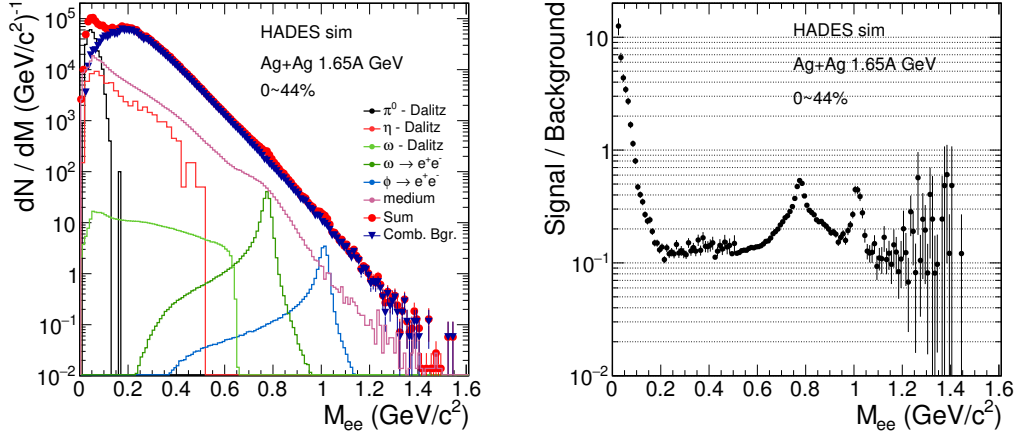 dN / dM (GeV/c²)⁻¹
10⁵
10⁴
10³
10²
10
1
10⁻¹
10⁻²
HADES sim
Ag+Ag 1.65A GeV
0~44%
π⁰ - Dalitz
η - Dalitz
ω - Dalitz
ω → e⁺e⁻
ϕ → e⁺e⁻
medium
Sum
Comb. Bgr.
0 0.2 0.4 0.6 0.8 1 1.2 1.4 1.6
Mₑₑ (GeV/c²)
Signal / Background
10
1
10⁻¹
10⁻²
HADES sim
Ag+Ag 1.65A GeV
0~44%
0 0.2 0.4 0.6 0.8 1 1.2 1.4 1.6
Mₑₑ (GeV/c²)